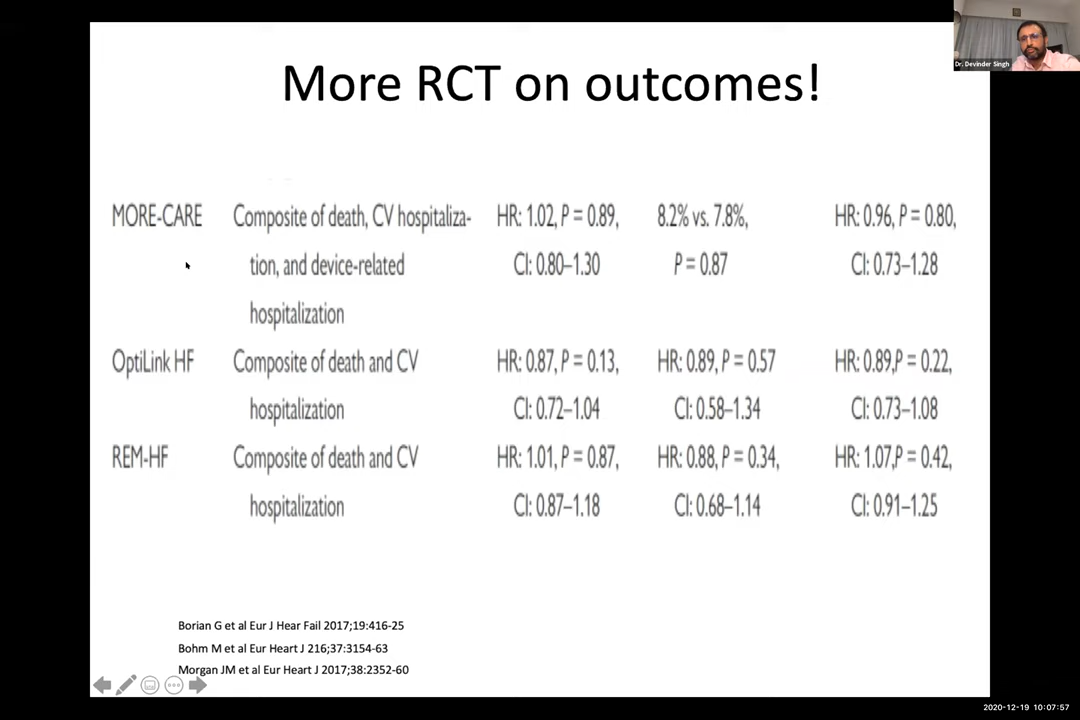 Dr. Devinder Singh
More RCT on outcomes!
MORE-CARE Composite of death, CV hospitaliza- HR: 1.02, P = 0.89, 8.2% vs. 7.8%, HR: 0.96, P = 0.80,
tion, and device-related CI: 0.80–1.30 P = 0.87 CI: 0.73–1.28
hospitalization
OptiLink HF Composite of death and CV HR: 0.87, P = 0.13, HR: 0.89, P = 0.57 HR: 0.89,P = 0.22,
hospitalization CI: 0.72–1.04 CI: 0.58–1.34 CI: 0.73–1.08
REM-HF Composite of death and CV HR: 1.01, P = 0.87, HR: 0.88, P = 0.34, HR: 1.07,P = 0.42,
hospitalization CI: 0.87–1.18 CI: 0.68–1.14 CI: 0.91–1.25
Borian G et al Eur J Hear Fail 2017;19:416-25
Bohm M et al Eur Heart J 216;37:3154-63
Morgan JM et al Eur Heart J 2017;38:2352-60
2020-12-19 10:07:57